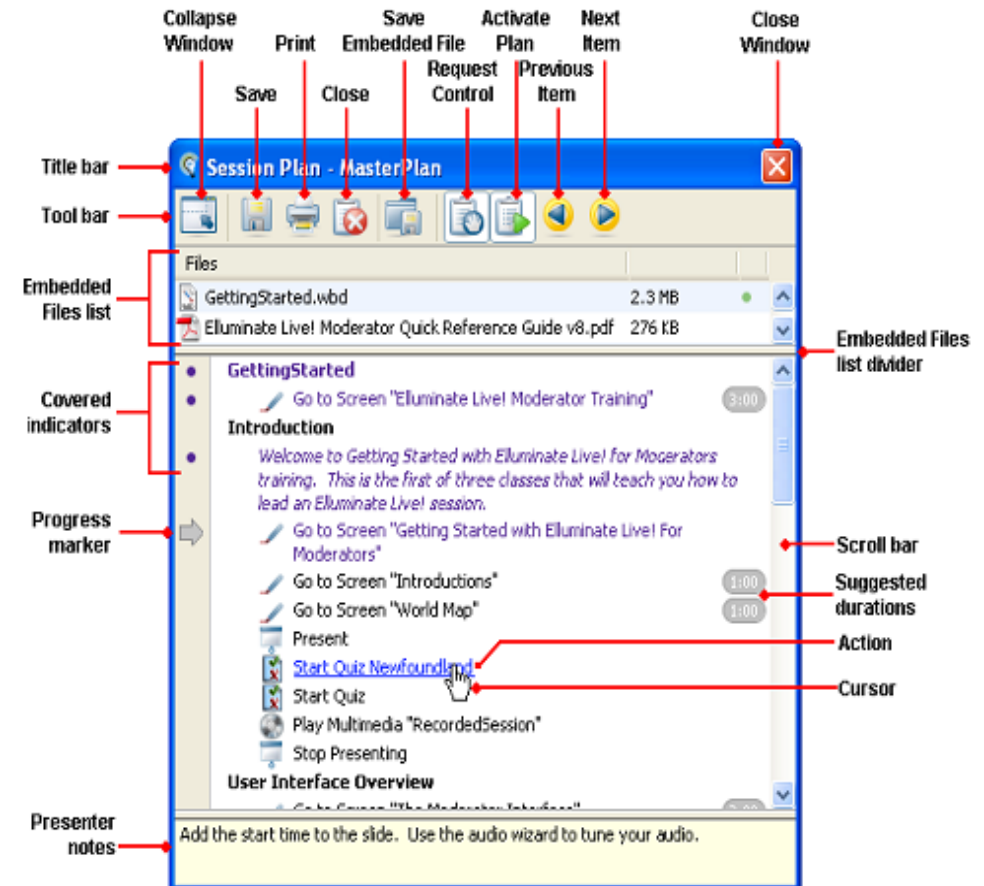 Collapse Window
Print
Save Embedded File
Activate Plan
Next Item
Close Window
Save
Close
Request Control
Previous Item
Title bar
Session Plan - MasterPlan
Tool bar
Files
Embedded Files list
GettingStarted.wbd 2.3 MB
Elluminate Live! Moderator Quick Reference Guide v8.pdf 276 KB
Embedded Files list divider
Covered indicators
GettingStarted
Go to Screen "Elluminate Live! Moderator Training" 3:00
Introduction
Welcome to Getting Started with Elluminate Live! for Moderators
training. This is the first of three classes that will teach you how to
lead an Elluminate Live! session.
Progress marker
Go to Screen "Getting Started with Elluminate Live! For
Moderators"
Scroll bar
Go to Screen "Introductions" 1:00
Suggested durations
Go to Screen "World Map" 1:00
Present
Action
Start Quiz Newfoundland
Cursor
Start Quiz
Play Multimedia "RecordedSession"
Stop Presenting
User Interface Overview
Go to Screen "The Moderator Interface"
Presenter notes
Add the start time to the slide. Use the audio wizard to tune your audio.